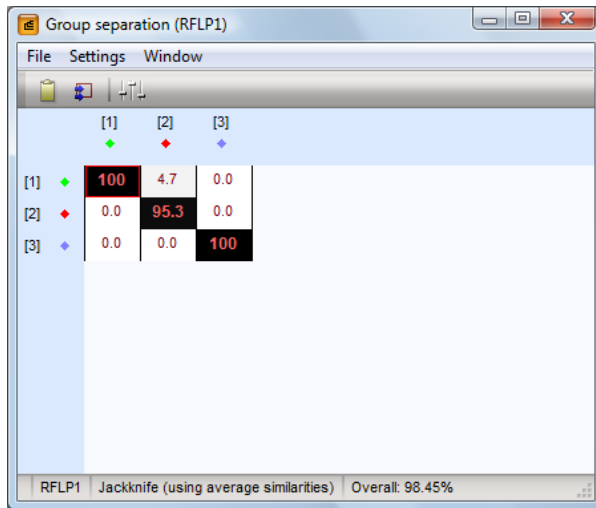 Group separation (RFLP1)
File Settings Window
[1] [2] [3]
[1] 100 4.7 0.0
[2] 0.0 95.3 0.0
[3] 0.0 0.0 100
RFLP1 Jackknife (using average similarities) Overall: 98.45%